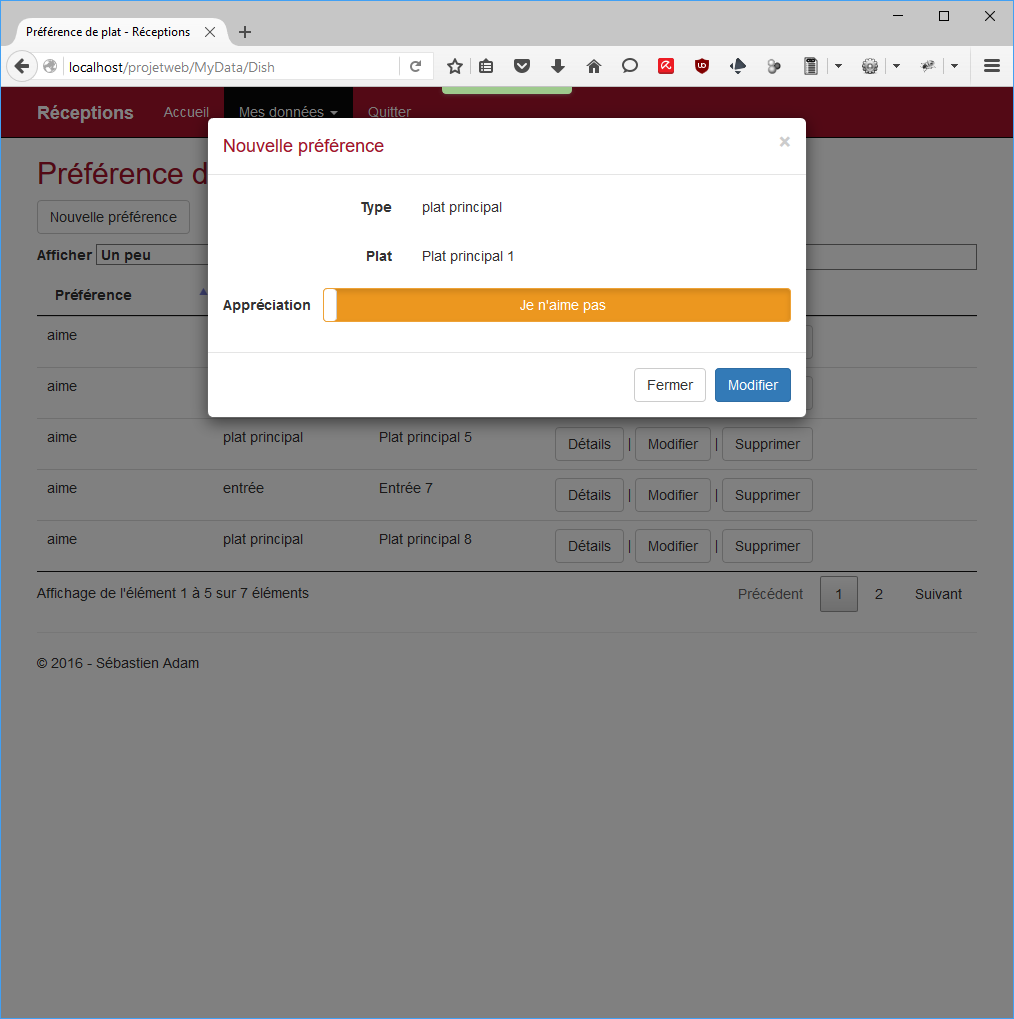 Préférence de plat - Réceptions
localhost/projetweb/MyData/Dish
Réceptions Accueil Mes données Quitter
Nouvelle préférence ×
Préférence d
Type plat principal
Nouvelle préférence
Plat Plat principal 1
Afficher Un peu
Préférence
Appréciation Je n'aime pas
aime
Fermer Modifier
aime
aime plat principal Plat principal 5 Détails | Modifier | Supprimer
aime entrée Entrée 7 Détails | Modifier | Supprimer
aime plat principal Plat principal 8 Détails | Modifier | Supprimer
Affichage de l'élément 1 à 5 sur 7 éléments Précédent 1 2 Suivant
© 2016 - Sébastien Adam